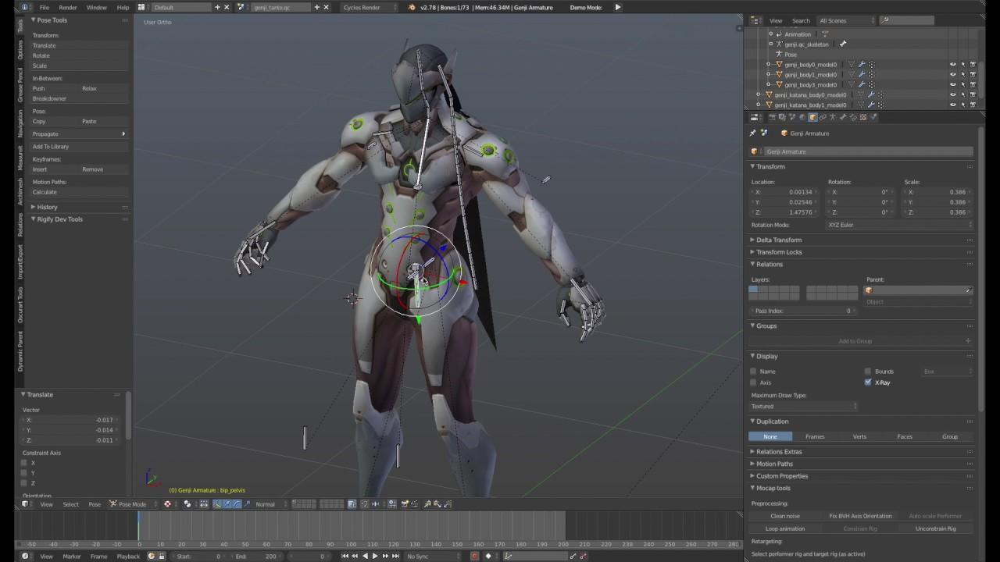 File Render Window Help Default genji_tanto.qc Cycles Render v2.78 | Bones:1/73 | Mem:46.34M | Genji Armature Demo Mode:
Pose Tools
Transform:
Translate
Rotate
Scale
In-Between:
Push Relax
Breakdowner
Pose:
Copy Paste
Propagate
Add To Library
Keyframes:
Insert Remove
Motion Paths:
Calculate
History
Rigify Dev Tools
Tools
Options
Grease Pencil
Navigation
Measureit
Archimesh
Relations
Import/Export
Oscurart Tools
Dynamic Parent
Translate
Vector
X: -0.017
Y: -0.014
Z: -0.011
Constraint Axis
X
Y
Z
Orientation
User Ortho
(0) Genji Armature : bip_pelvis
View Select Pose Pose Mode Normal
-50 -40 -30 -20 -10 0 10 20 30 40 50 60 70 80 90 100 110 120 130 140 150 160 170 180 190 200 210 220 230 240 250 260 270 280
View Marker Frame Playback Start: 0 End: 200 0 No Sync
View Search All Scenes
Animation
genji.qc_skeleton
Pose
genji_body0_model0
genji_body1_model0
genji_body3_model0
genji_katana_body0_model0
genji_katana_body1_model0
Genji Armature
Genji Armature
Transform
Location: Rotation: Scale:
X: 0.00134 X: 0° X: 0.386
Y: 0.02546 Y: 0° Y: 0.386
Z: 1.47576 Z: 0° Z: 0.386
Rotation Mode: XYZ Euler
Delta Transform
Transform Locks
Relations
Layers: Parent:
Object
Pass Index: 0
Groups
Add to Group
Display
Name Bounds Box
Axis X-Ray
Maximum Draw Type:
Textured
Duplication
None Frames Verts Faces Group
Relations Extras
Motion Paths
Custom Properties
Mocap tools
Preprocessing:
Clean noise Fix BVH Axis Orientation Auto scale Performer
Loop animation Constrain Rig Unconstrain Rig
Retargeting:
Select performer rig and target rig (as active)